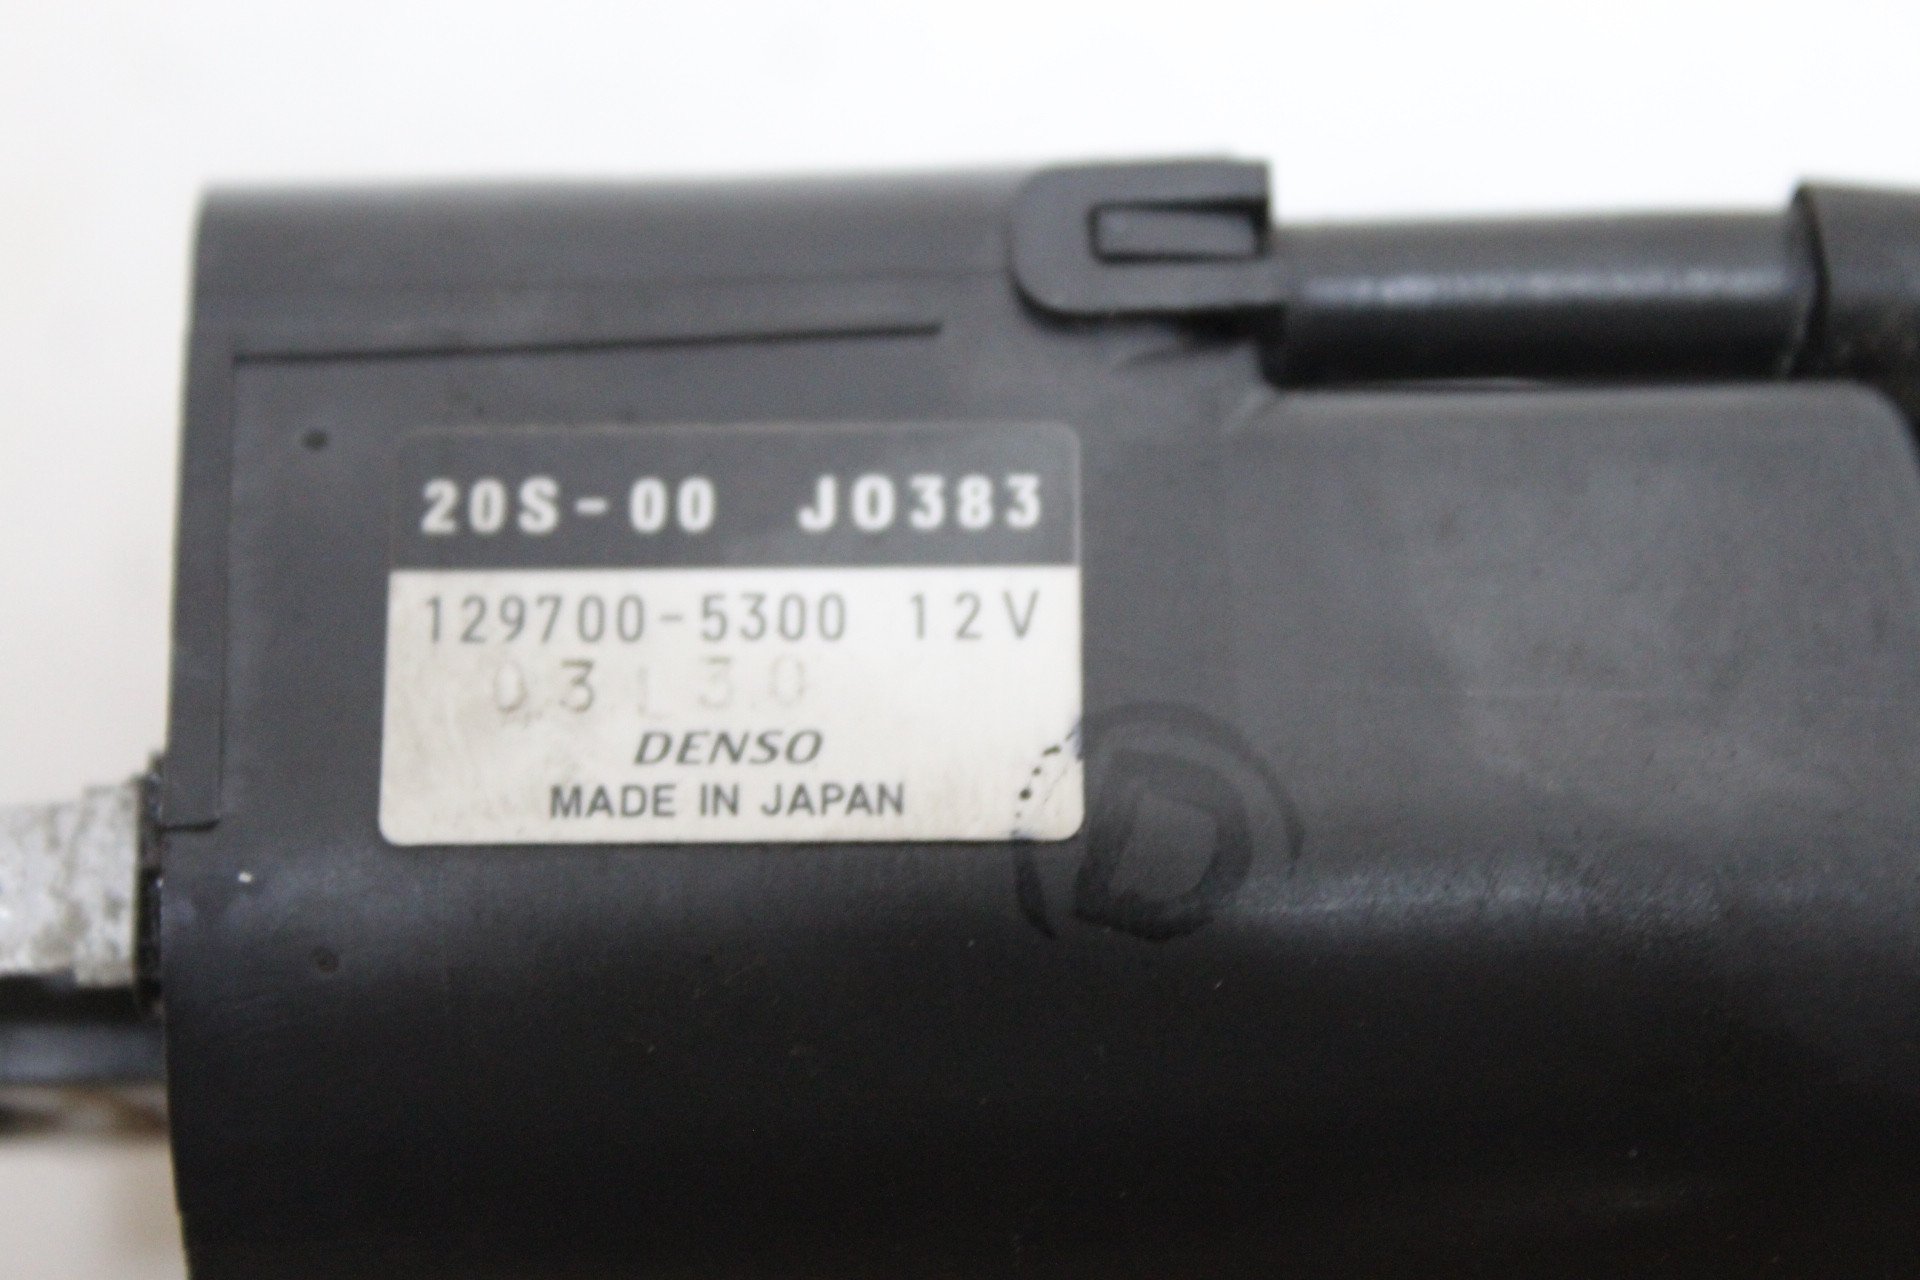 20S-00 J0383
129700-5300 12V
03L30
DENSO
MADE IN JAPAN
D